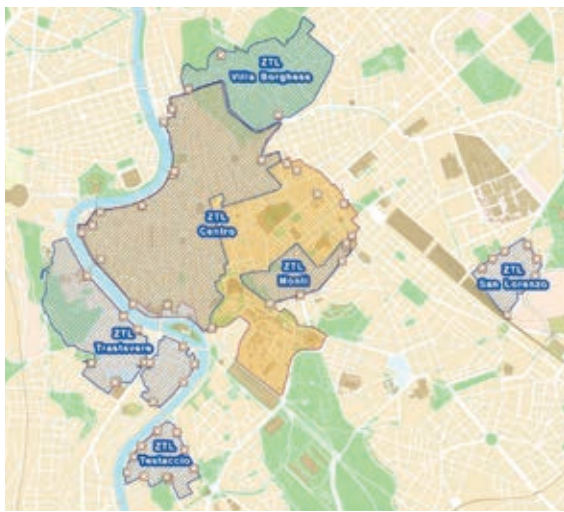 ZTL
Villa Borghese
ZTL
Centro
ZTL
Monti
ZTL
San Lorenzo
ZTL
Trastevere
ZTL
Testaccio